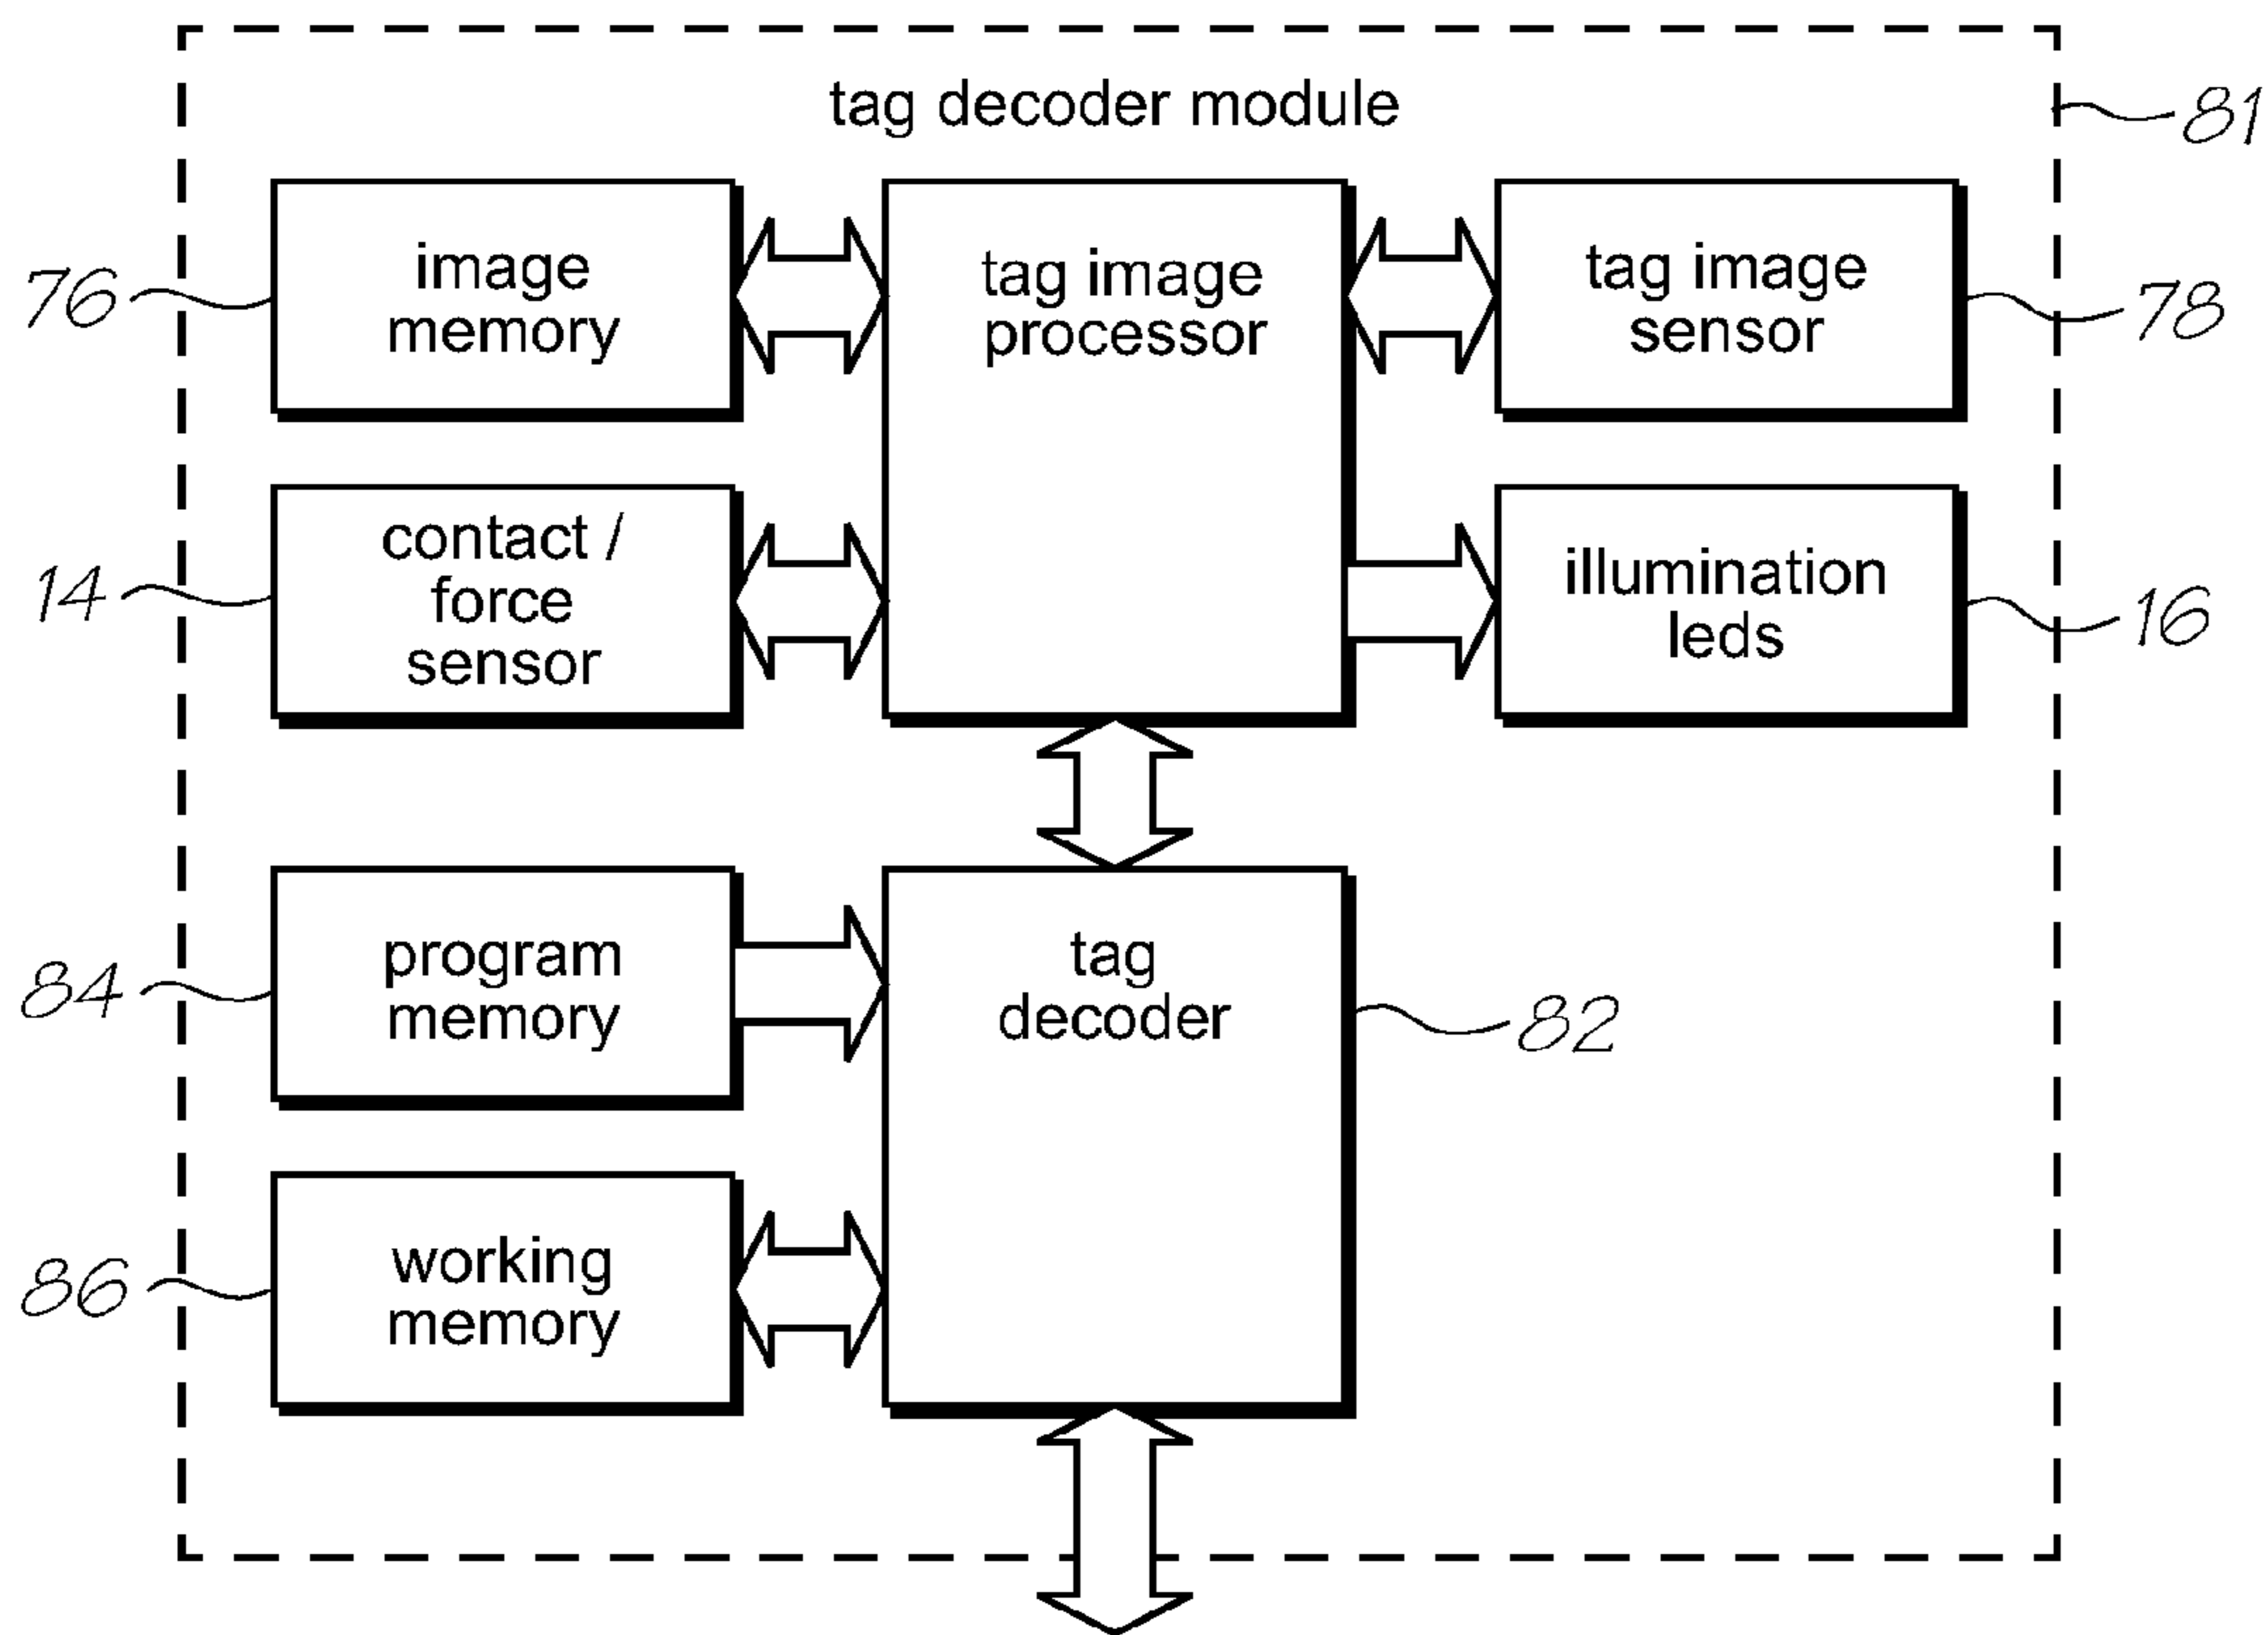 tag decoder module
81
76
image
memory
tag image
processor
tag image
sensor
78
14
contact /
force
sensor
illumination
leds
16
84
program
memory
tag
decoder
82
86
working
memory